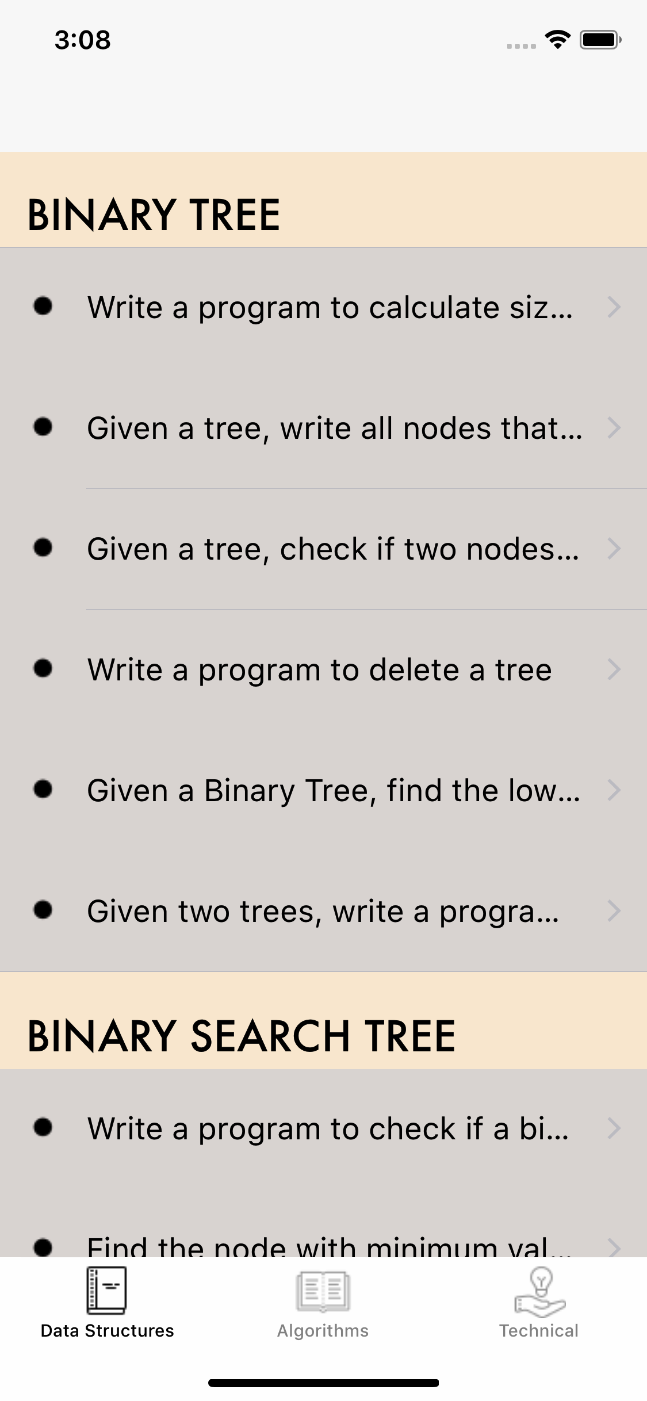 3:08
BINARY TREE
Write a program to calculate siz...
Given a tree, write all nodes that...
Given a tree, check if two nodes...
Write a program to delete a tree
Given a Binary Tree, find the low...
Given two trees, write a progra...
BINARY SEARCH TREE
Write a program to check if a bi...
Find the node with minimum val...
Data Structures
Algorithms
Technical